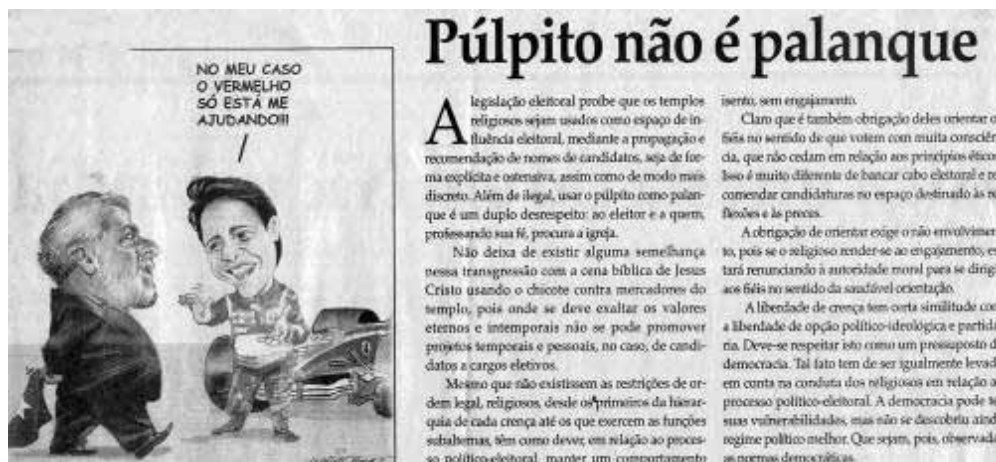 NO MEU CASO
O VERMELHO
SÓ ESTÁ ME
AJUDANDO!!!
Púlpito não é palanque
A legislação eleitoral proíbe que os templos
religiosos sejam usados como espaço de in-
fluência eleitoral, mediante a propagação e
recomendação de nomes de candidatos, seja de for-
ma explícita e ostensiva, assim como de modo mais
discreto. Além de ilegal, usar o púlpito como palan-
que é um duplo desrespeito: ao eleitor e a quem,
professando sua fé, procura a igreja.
Não deixa de existir alguma semelhança
nessa transgressão com a cena bíblica de Jesus
Cristo usando o chicote contra mercadores do
templo, pois onde se deve exaltar os valores
eternos e intemporais não se pode promover
projetos temporais e pessoais, no caso, de candi-
datos a cargos eletivos.
Mesmo que não existissem as restrições de or-
dem legal, religiosos, desde os primeiros da hierar-
quia de cada crença até os que exercem as funções
subalternas, têm como dever, em relação ao proces-
so político-eleitoral, manter um comportamento
isento, sem engajamento.
Claro que é também obrigação deles orientar o
fiéis no sentido de que votem com muita consciên
cia, que não cedam em relação aos princípios éticos
Isso é muito diferente de bancar cabo eleitoral e re
comendar candidaturas no espaço destinado às re
flexões e às preces.
A obrigação de orientar exige o não envolvimen
to, pois se o religioso render-se ao engajamento, es
tará renunciando à autoridade moral para se dirigi
aos fiéis no sentido da saudável orientação.
A liberdade de crença tem certa similitude com
a liberdade de opção político-ideológica e partidá
ria. Deve-se respeitar isto como um pressuposto d
democracia. Tal fato tem de ser igualmente levad
em conta na conduta dos religiosos em relação a
processo político-eleitoral. A democracia pode te
suas vulnerabilidades, mas não se descobriu aind
regime político melhor. Que sejam, pois, observada
as normas democráticas.